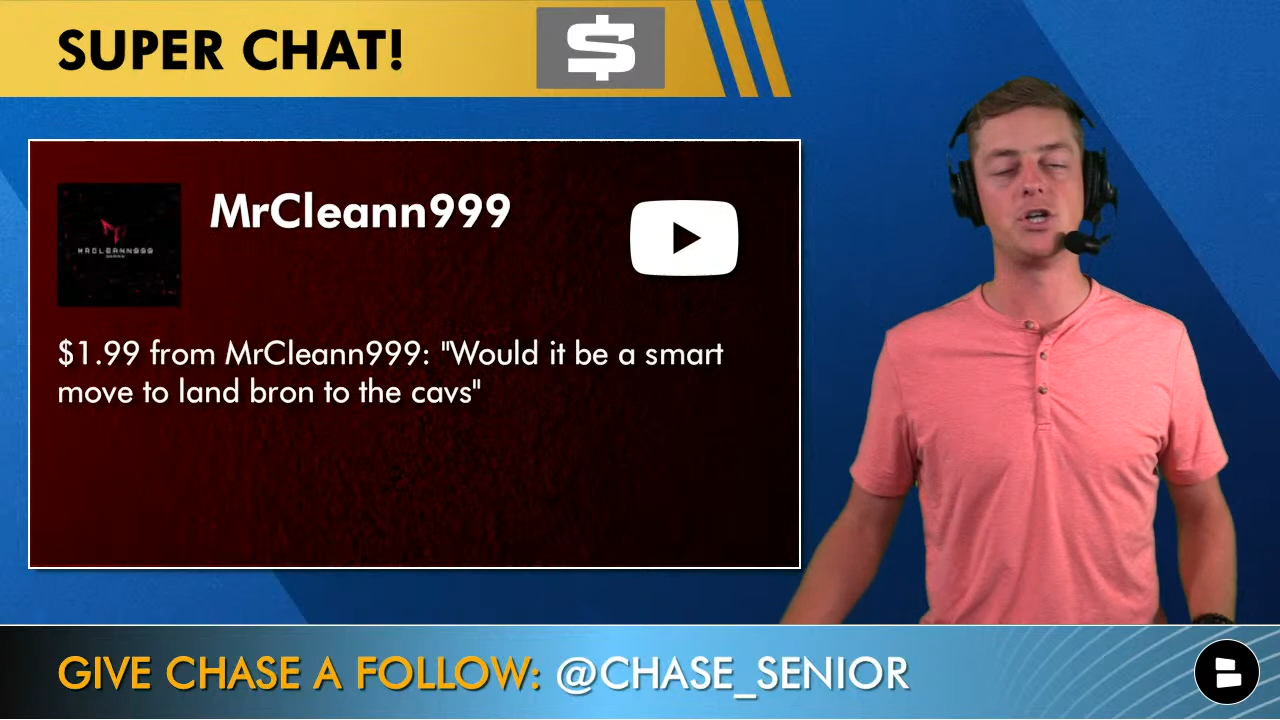 SUPER CHAT!
$
MrCleann999
MRCLEANN999
$1.99 from MrCleann999: "Would it be a smart
move to land bron to the cavs"
GIVE CHASE A FOLLOW: @CHASE_SENIOR